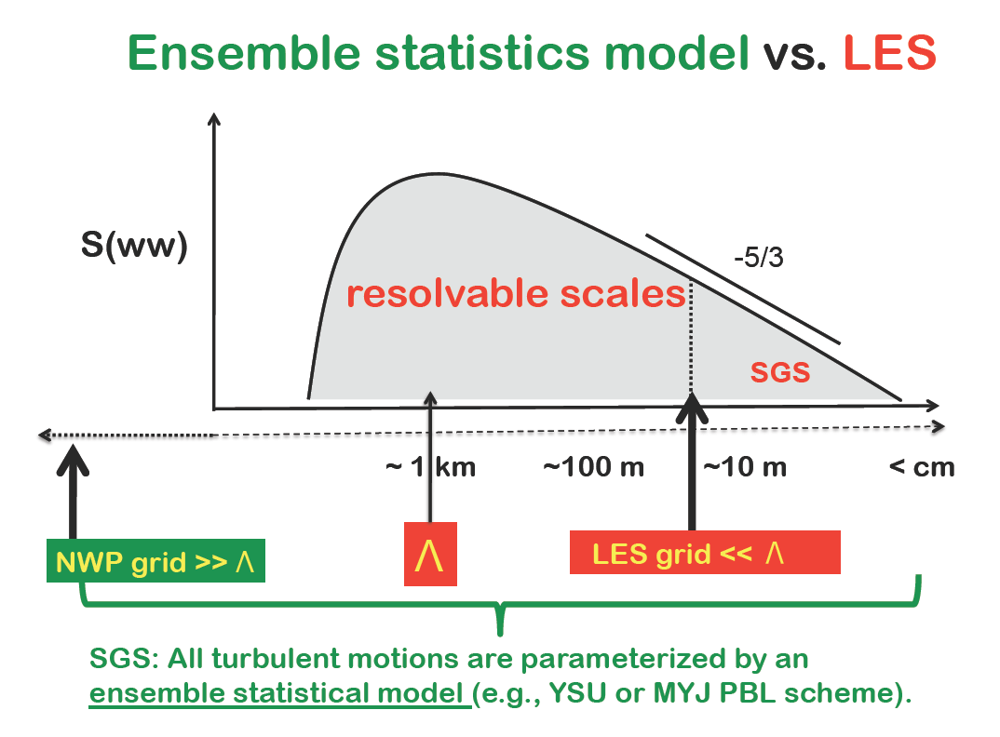 Ensemble statistics model vs. LES
S(ww)
-5/3
resolvable scales
SGS
~ 1 km
~100 m
~10 m
< cm
NWP grid >> Λ
Λ
LES grid << Λ
SGS: All turbulent motions are parameterized by an
ensemble statistical model (e.g., YSU or MYJ PBL scheme).